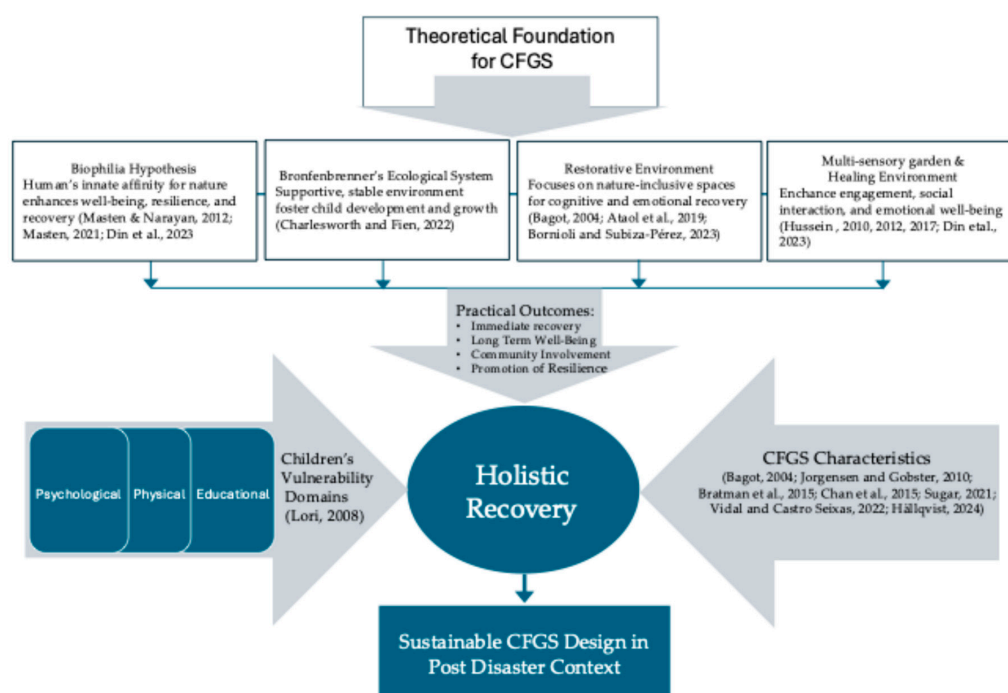 Theoretical Foundation
for CFGS
Biophilia Hypothesis
Human's innate affinity for nature
enhances well-being, resilience, and
recovery (Masten & Narayan, 2012;
Masten, 2021; Din et al., 2023
Bronfenbrenner's Ecological System
Supportive, stable environment
foster child development and growth
(Charlesworth and Fien, 2022)
Restorative Environment
Focuses on nature-inclusive spaces
for cognitive and emotional recovery
(Bagot, 2004; Ataol et al., 2019;
Bornioli and Subiza-Pérez, 2023)
Multi-sensory garden &
Healing Environment
Enchance engagement, social
interaction, and emotional well-being
(Hussein , 2010, 2012, 2017; Din etal.,
2023)
Practical Outcomes:
• Immediate recovery
• Long Term Well-Being
• Community Involvement
• Promotion of Resilience
Psychological
Physical
Educational
Children's
Vulnerability
Domains
(Lori, 2008)
Holistic
Recovery
CFGS Characteristics
(Bagot, 2004; Jorgensen and Gobster, 2010;
Bratman et al., 2015; Chan et al., 2015; Sugar, 2021;
Vidal and Castro Seixas, 2022; Hällqvist, 2024)
Sustainable CFGS Design in
Post Disaster Context